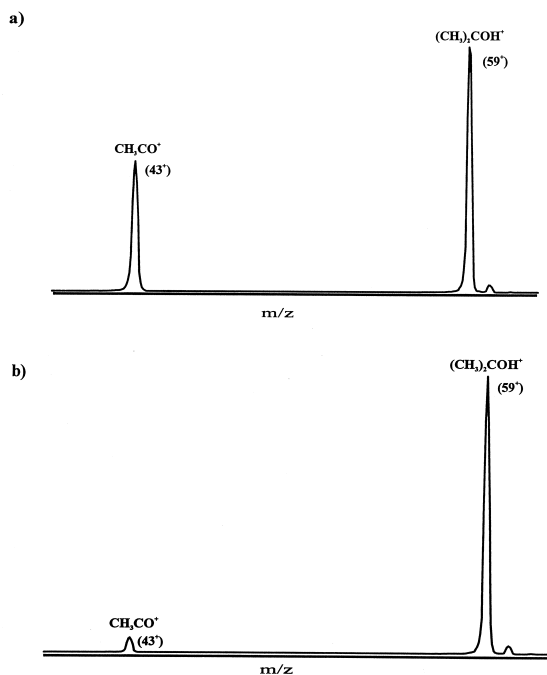 a)
(CH₃)₂COH⁺
(59⁺)
CH₃CO⁺
(43⁺)
m/z
b)
(CH₃)₂COH⁺
(59⁺)
CH₃CO⁺
(43⁺)
m/z